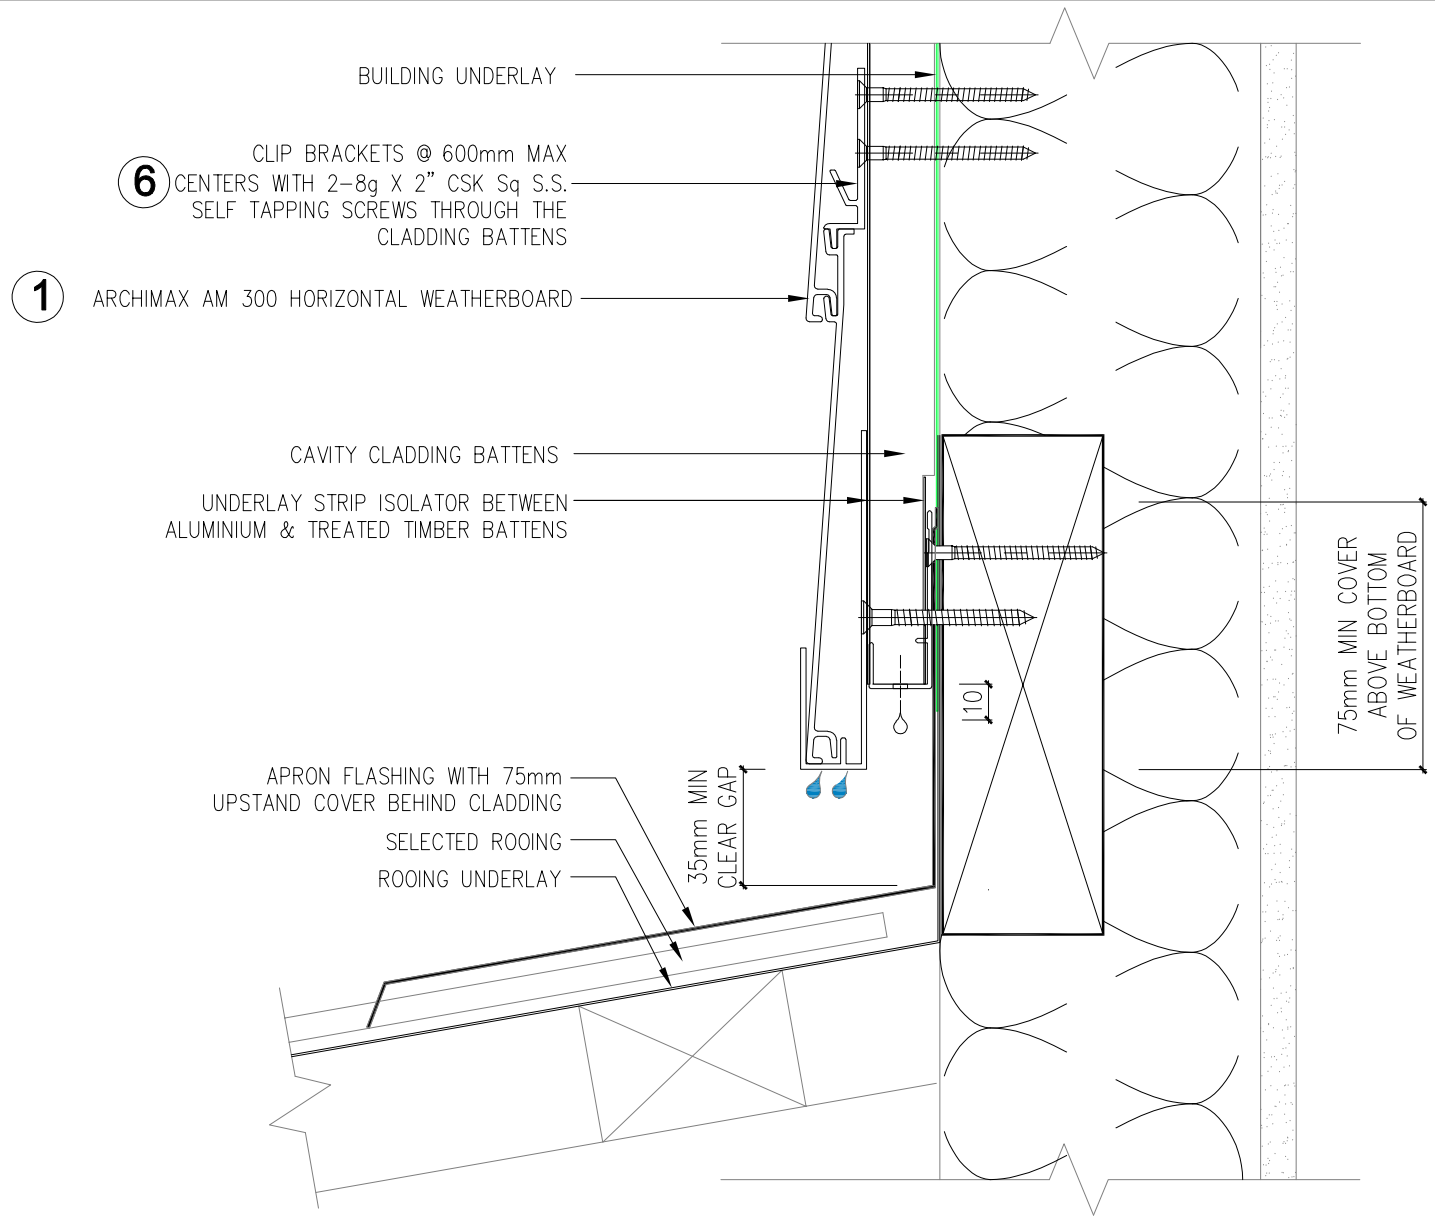 BUILDING UNDERLAY
CLIP BRACKETS @ 600mm MAX
6
CENTERS WITH 2-8g X 2” CSK Sq S.S.
SELF TAPPING SCREWS THROUGH THE
CLADDING BATTENS
1
ARCHIMAX AM 300 HORIZONTAL WEATHERBOARD
CAVITY CLADDING BATTENS
UNDERLAY STRIP ISOLATOR BETWEEN
ALUMINIUM & TREATED TIMBER BATTENS
75mm MIN COVER
ABOVE BOTTOM
OF WEATHERBOARD
10
35mm MIN
CLEAR GAP
APRON FLASHING WITH 75mm
UPSTAND COVER BEHIND CLADDING
SELECTED ROOING
ROOING UNDERLAY